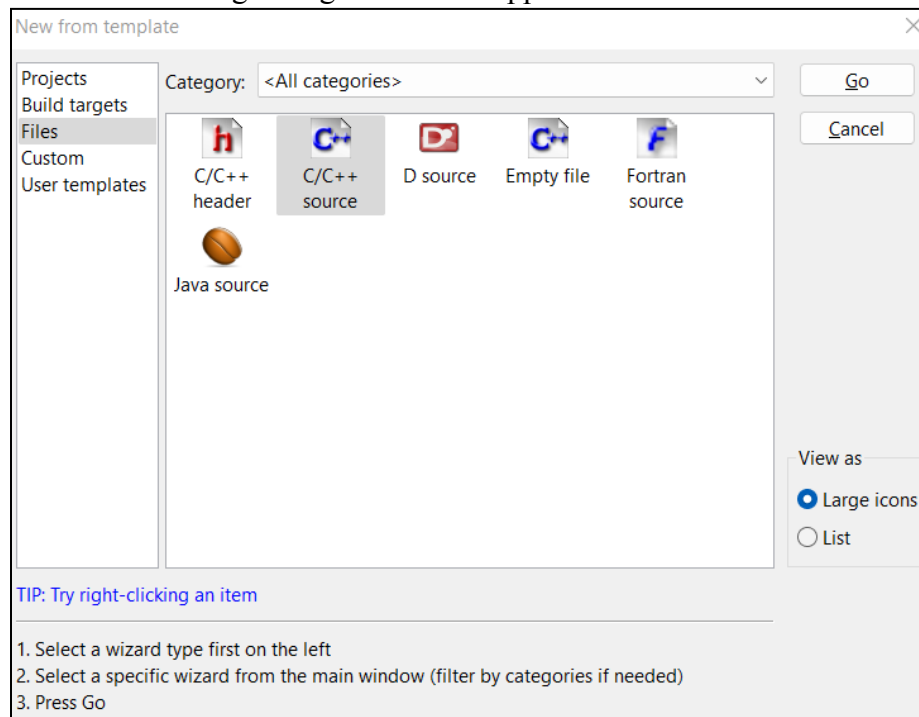 New from template
Projects
Build targets
Files
Custom
User templates
Category: <All categories>
Go
Cancel
C/C++ header
C/C++ source
D source
Empty file
Fortran source
Java source
View as
Large icons
List
TIP: Try right-clicking an item
1. Select a wizard type first on the left
2. Select a specific wizard from the main window (filter by categories if needed)
3. Press Go